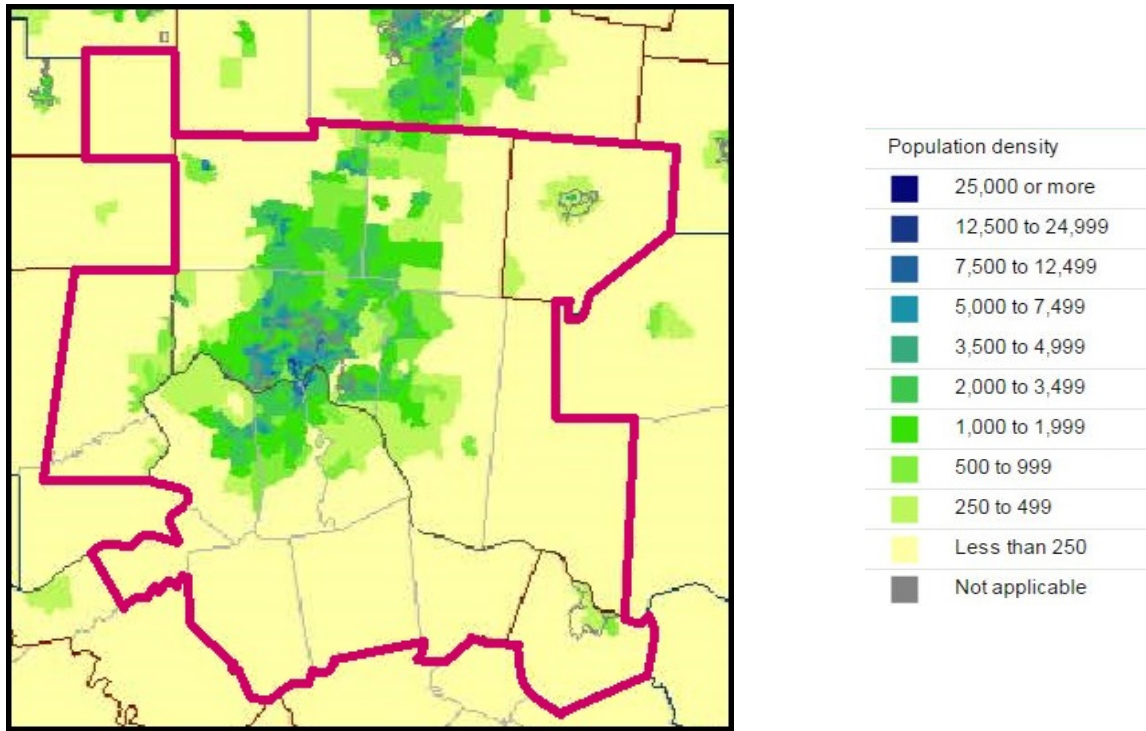 Population density
25,000 or more
12,500 to 24,999
7,500 to 12,499
5,000 to 7,499
3,500 to 4,999
2,000 to 3,499
1,000 to 1,999
500 to 999
250 to 499
Less than 250
Not applicable